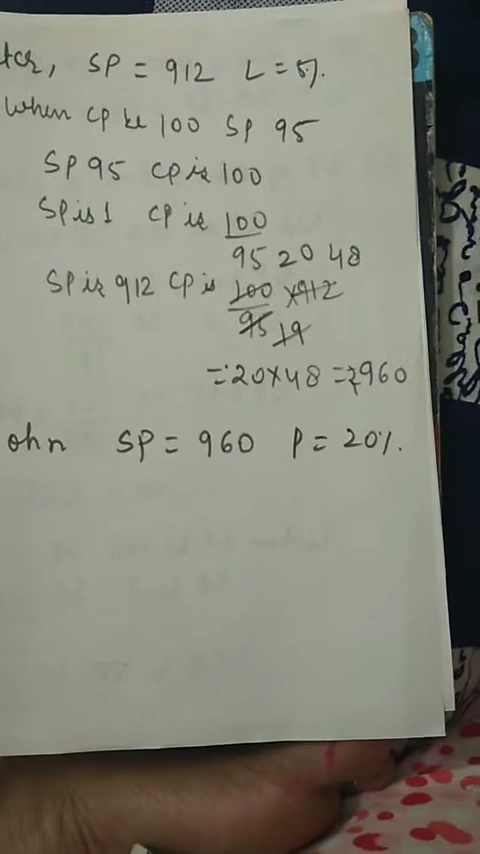 ter, SP = 912 L = 5%.
When CP is 100 SP 95
SP 95 CP is 100
SP is 1 CP is 100
95 20 48
SP is 912 CP is 100 × 912
95 19
= 20 × 48 = ₹960
ohn SP = 960 P = 20%.